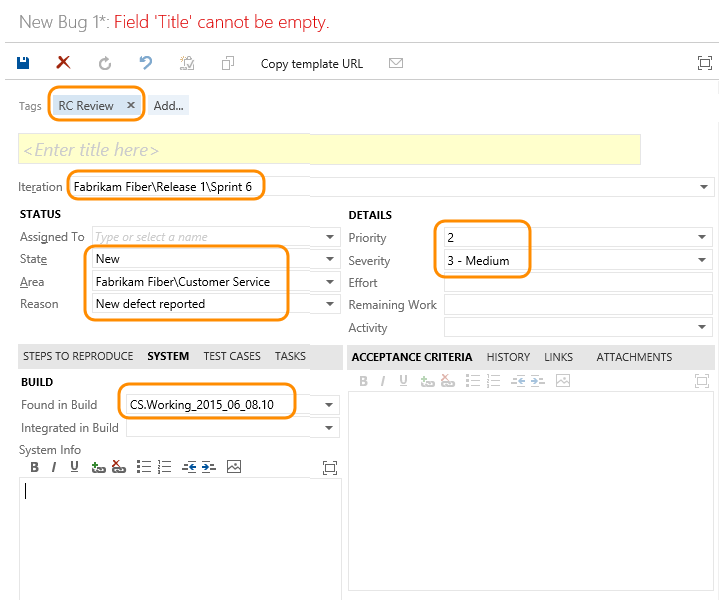 New Bug 1*: Field 'Title' cannot be empty.
Copy template URL
Tags RC Review × Add...
<Enter title here>
Iteration Fabrikam Fiber\Release 1\Sprint 6
STATUS
Assigned To Type or select a name
State New
Area Fabrikam Fiber\Customer Service
Reason New defect reported
DETAILS
Priority 2
Severity 3 - Medium
Effort
Remaining Work
Activity
STEPS TO REPRODUCE SYSTEM TEST CASES TASKS
BUILD
Found in Build CS.Working_2015_06_08.10
Integrated in Build
System Info
B I U
ACCEPTANCE CRITERIA HISTORY LINKS ATTACHMENTS
B I U